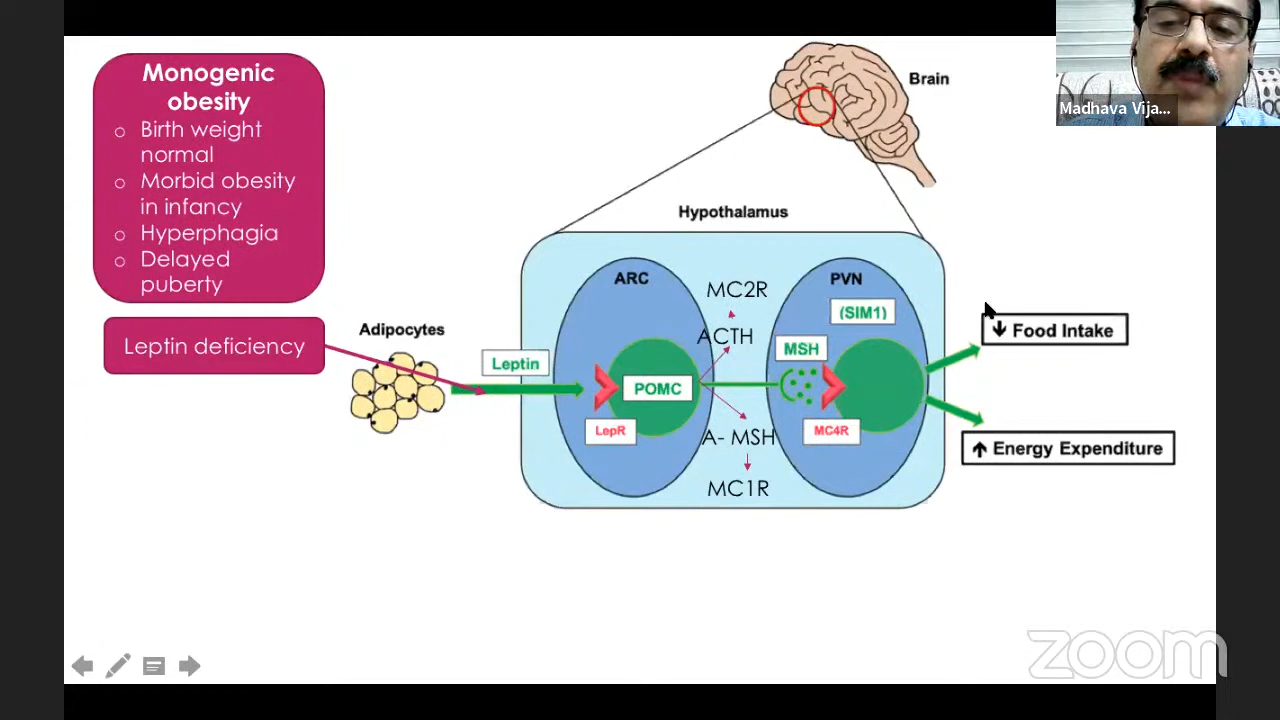 Monogenic
obesity
Birth weight
normal
Morbid obesity
in infancy
Hyperphagia
Delayed
puberty
Leptin deficiency
Brain
Madhava Vija...
Hypothalamus
ARC
MC2R
PVN
(SIM1)
Adipocytes
ACTH
Food Intake
MSH
Leptin
POMC
LepR
A- MSH
MC4R
Energy Expenditure
MC1R
zoom